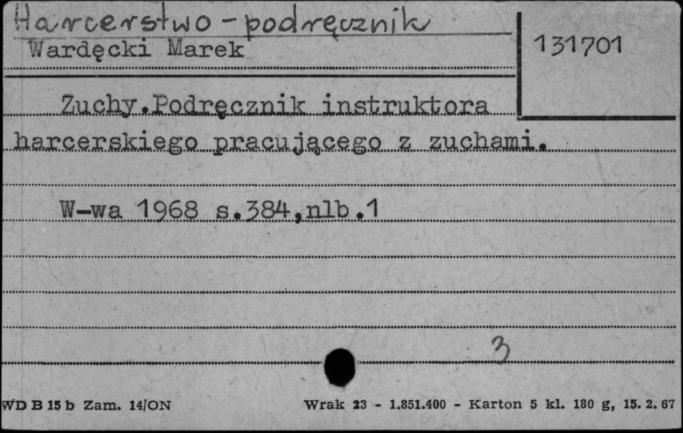 Harcerstwo - podręcznik
Wardęcki Marek
131701
Zuchy.Podręcznik instruktora
harcerskiego pracującego z zuchami.
W-wa 1968 s.384,nlb.1
3
WD B 15 b Zam. 14/ON
Wrak 23 - 1.851.400 - Karton 5 kl. 180 g, 15. 2. 67